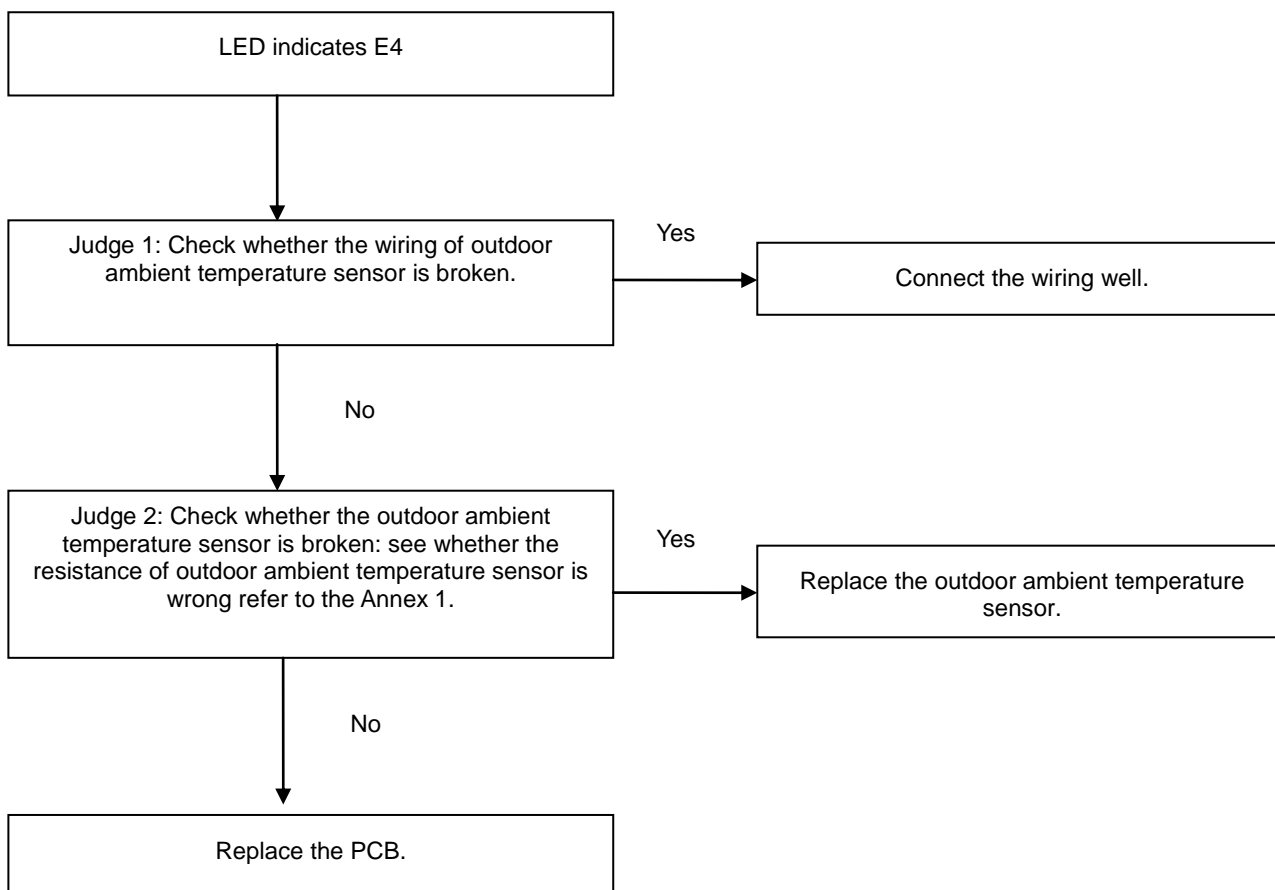 LED indicates E4
Judge 1: Check whether the wiring of outdoor
ambient temperature sensor is broken.
Yes
Connect the wiring well.
No
Judge 2: Check whether the outdoor ambient
temperature sensor is broken: see whether the
resistance of outdoor ambient temperature sensor is
wrong refer to the Annex 1.
Yes
Replace the outdoor ambient temperature
sensor.
No
Replace the PCB.